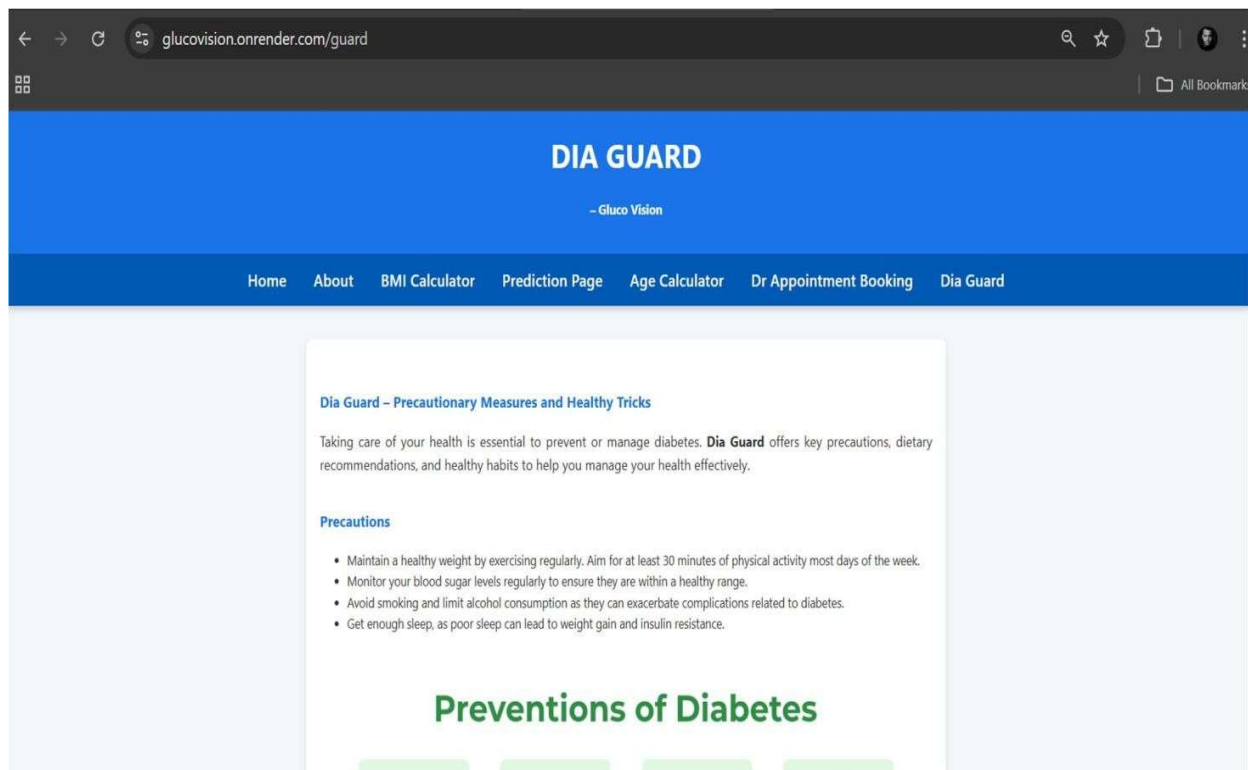 glucovision.onrender.com/guard
All Bookmarks
DIA GUARD
– Gluco Vision
Home About BMI Calculator Prediction Page Age Calculator Dr Appointment Booking Dia Guard
Dia Guard – Precautionary Measures and Healthy Tricks
Taking care of your health is essential to prevent or manage diabetes. Dia Guard offers key precautions, dietary
recommendations, and healthy habits to help you manage your health effectively.
Precautions
• Maintain a healthy weight by exercising regularly. Aim for at least 30 minutes of physical activity most days of the week.
• Monitor your blood sugar levels regularly to ensure they are within a healthy range.
• Avoid smoking and limit alcohol consumption as they can exacerbate complications related to diabetes.
• Get enough sleep, as poor sleep can lead to weight gain and insulin resistance.
Preventions of Diabetes